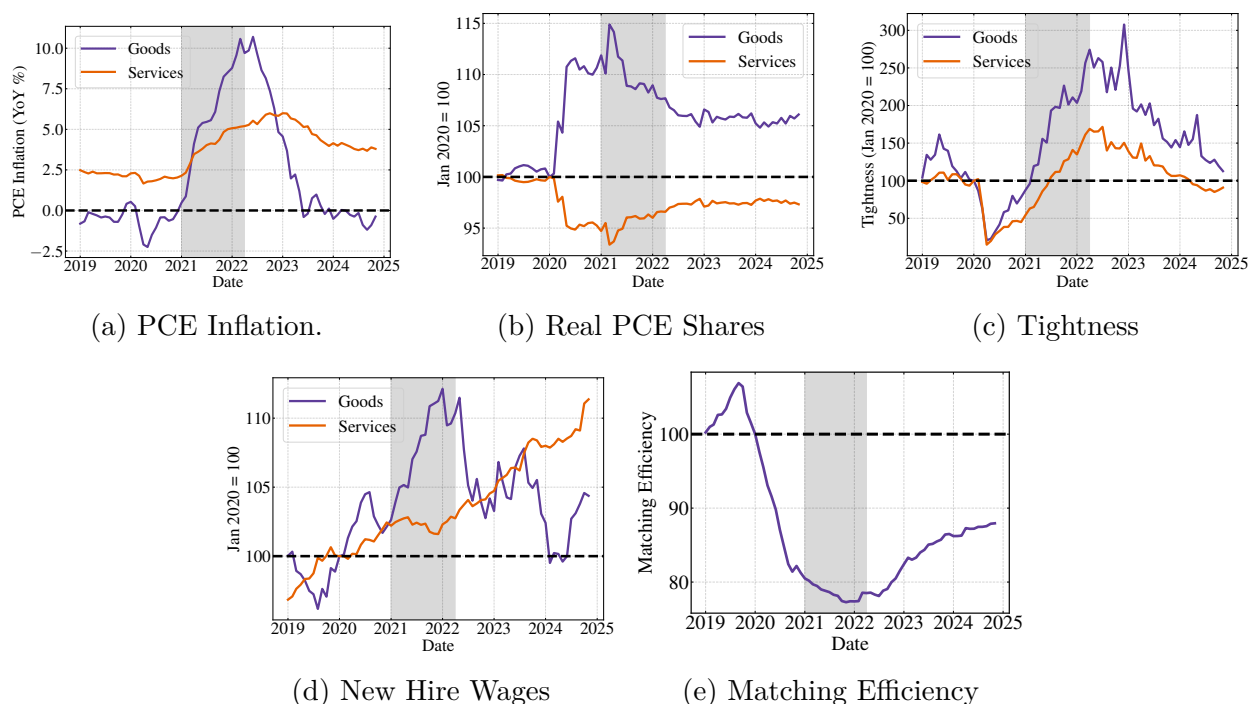 PCE Inflation (YoY %)
10.0
7.5
5.0
2.5
0.0
−2.5
Goods
Services
2019 2020 2021 2022 2023 2024 2025
Date
(a) PCE Inflation.
Jan 2020 = 100
115
110
105
100
95
Goods
Services
2019 2020 2021 2022 2023 2024 2025
Date
(b) Real PCE Shares
Tightness (Jan 2020 = 100)
300
250
200
150
100
50
Goods
Services
2019 2020 2021 2022 2023 2024 2025
Date
(c) Tightness
Jan 2020 = 100
110
105
100
Goods
Services
2019 2020 2021 2022 2023 2024 2025
Date
(d) New Hire Wages
Matching Efficiency
100
90
80
2019 2020 2021 2022 2023 2024 2025
Date
(e) Matching Efficiency